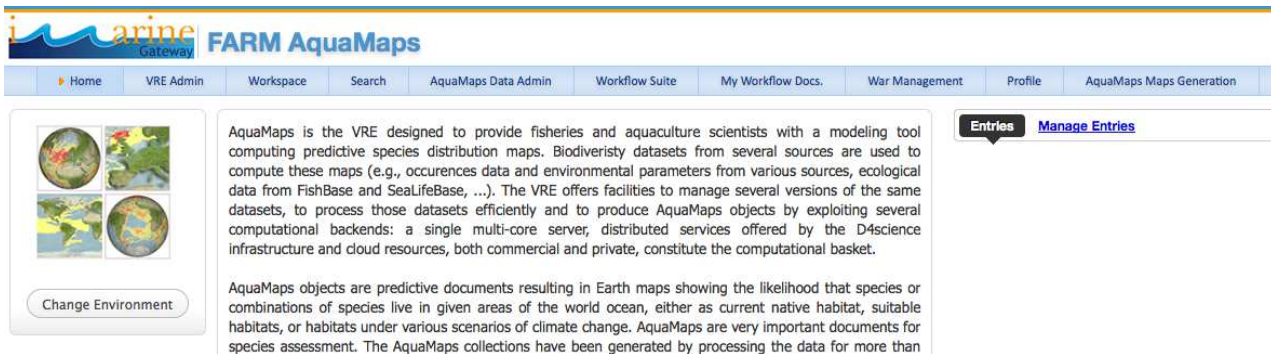 imarine
Gateway
FARM AquaMaps
Home VRE Admin Workspace Search AquaMaps Data Admin Workflow Suite My Workflow Docs. War Management Profile AquaMaps Maps Generation
AquaMaps is the VRE designed to provide fisheries and aquaculture scientists with a modeling tool
computing predictive species distribution maps. Biodiveristy datasets from several sources are used to
compute these maps (e.g., occurences data and environmental parameters from various sources, ecological
data from FishBase and SeaLifeBase, ...). The VRE offers facilities to manage several versions of the same
datasets, to process those datasets efficiently and to produce AquaMaps objects by exploiting several
computational backends: a single multi-core server, distributed services offered by the D4science
infrastructure and cloud resources, both commercial and private, constitute the computational basket.
AquaMaps objects are predictive documents resulting in Earth maps showing the likelihood that species or
combinations of species live in given areas of the world ocean, either as current native habitat, suitable
habitats, or habitats under various scenarios of climate change. AquaMaps are very important documents for
species assessment. The AquaMaps collections have been generated by processing the data for more than
Change Environment
Entries Manage Entries